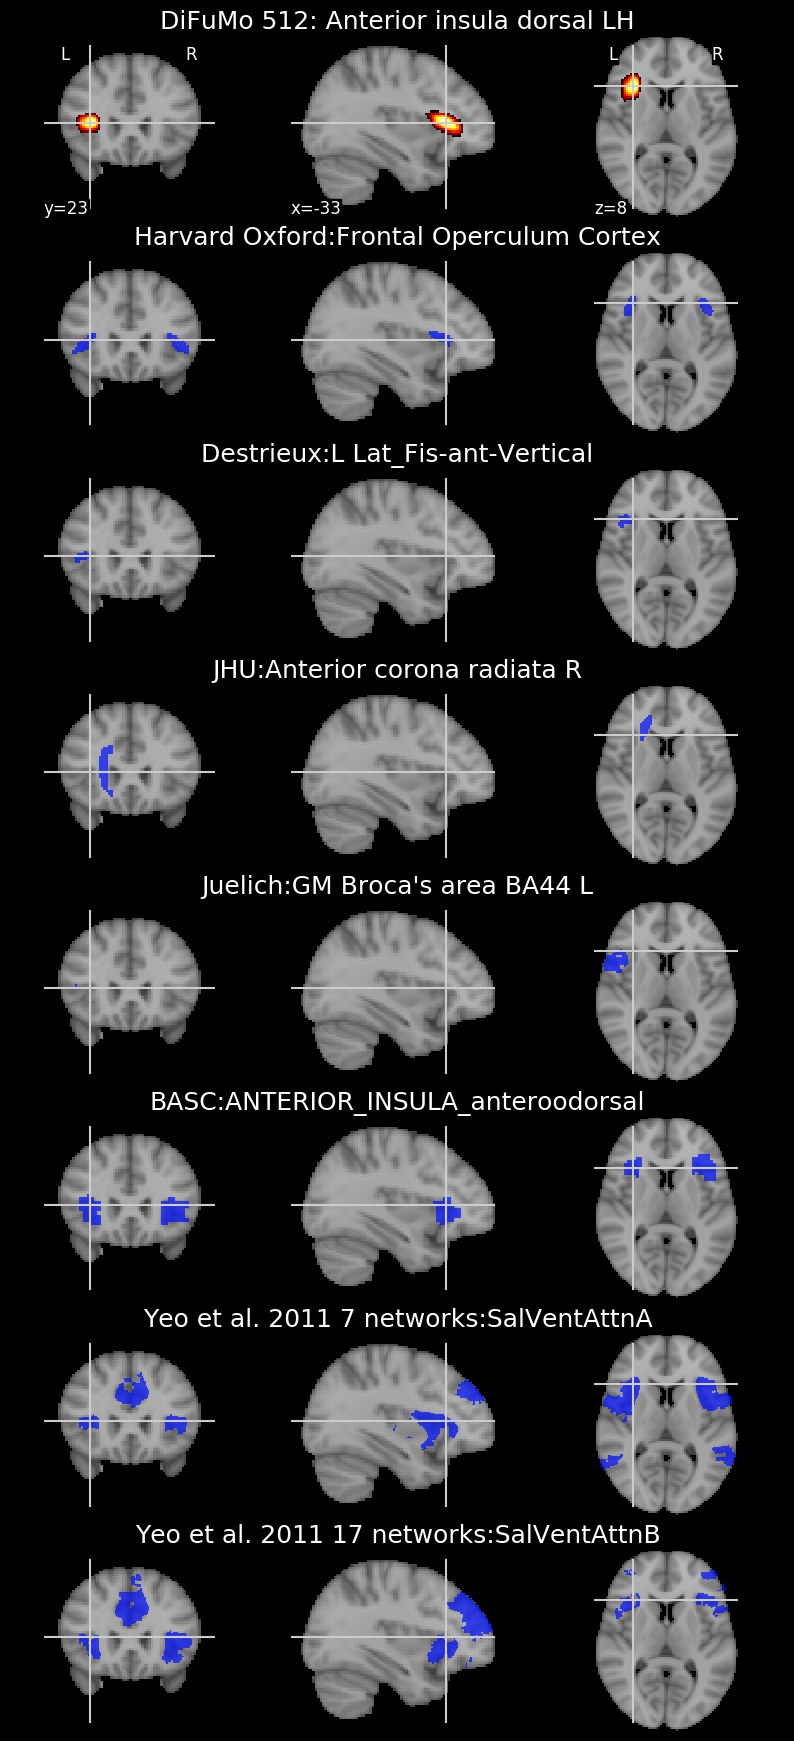 DiFuMo 512: Anterior insula dorsal LH
L R L R
y=23 x=-33 z=8
Harvard Oxford:Frontal Operculum Cortex
Destrieux:L Lat_Fis-ant-Vertical
JHU:Anterior corona radiata R
Juelich:GM Broca's area BA44 L
BASC:ANTERIOR_INSULA_anteroodorsal
Yeo et al. 2011 7 networks:SalVentAttnA
Yeo et al. 2011 17 networks:SalVentAttnB